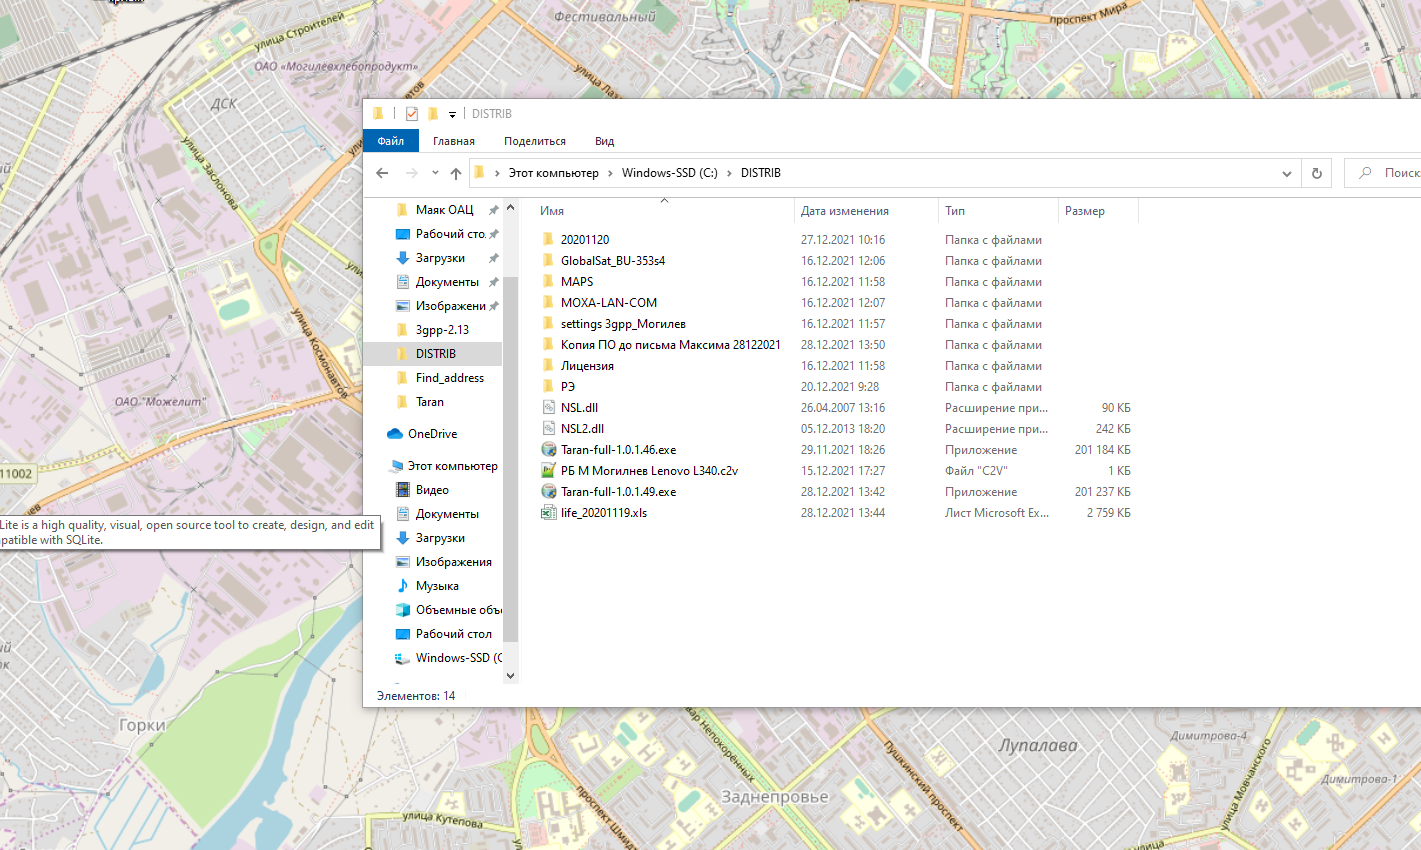 Фестивальный
проспект Мира
улица Строителей
ОАО «Могилевхлебопродукт»
ДСК
улица Заслонова
DISTRIB
Файл
Главная
Поделиться
Вид
Этот компьютер
Windows-SSD (C:)
DISTRIB
Поиск
Маяк ОАЦ
Рабочий сто.
Загрузки
Документы
Изображени
3gpp-2.13
DISTRIB
Find_address
Taran
OneDrive
Этот компьютер
Видео
Документы
Загрузки
Изображения
Музыка
Объемные объ
Рабочий стол
Windows-SSD (C
Имя Дата изменения Тип Размер
20201120 27.12.2021 10:16 Папка с файлами
GlobalSat_BU-353s4 16.12.2021 12:06 Папка с файлами
MAPS 16.12.2021 11:58 Папка с файлами
MOXA-LAN-COM 16.12.2021 12:07 Папка с файлами
settings 3gpp_Могилев 16.12.2021 11:57 Папка с файлами
Копия ПО до письма Максима 28122021 28.12.2021 13:50 Папка с файлами
Лицензия 16.12.2021 11:58 Папка с файлами
РЭ 20.12.2021 9:28 Папка с файлами
NSL.dll 26.04.2007 13:16 Расширение при... 90 КБ
NSL2.dll 05.12.2013 18:20 Расширение при... 242 КБ
Taran-full-1.0.1.46.exe 29.11.2021 18:26 Приложение 201 184 КБ
РБ М Могилнев Lenovo L340.c2v 15.12.2021 17:27 Файл "C2V" 1 КБ
Taran-full-1.0.1.49.exe 28.12.2021 13:42 Приложение 201 237 КБ
life_20201119.xls 28.12.2021 13:44 Лист Microsoft Ex... 2 759 КБ
Элементов: 14
улица Космонавтов
ОАО "Можелит"
11002
Lite is a high quality, visual, open source tool to create, design, and edit
patible with SQLite.
Горки
улица Кутепова
проспект Шмид
Непокорённых
Заднепровье
Пушкинский проспект
Лупалава
Димитрова-4
улица Мовчанского
Димитрова-1